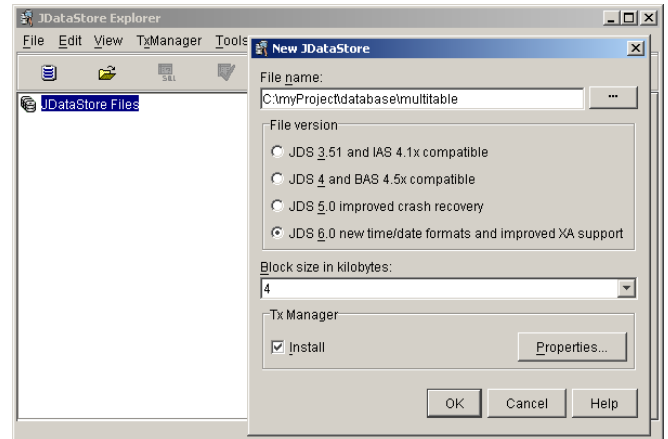 JDataStore Explorer
File Edit View TxManager Tools
SQL
JDataStore Files
New JDataStore
File name:
C:\myProject\database\multitable
...
File version
JDS 3.51 and IAS 4.1x compatible
JDS 4 and BAS 4.5x compatible
JDS 5.0 improved crash recovery
JDS 6.0 new time/date formats and improved XA support
Block size in kilobytes:
4
Tx Manager
Install
Properties...
OK Cancel Help